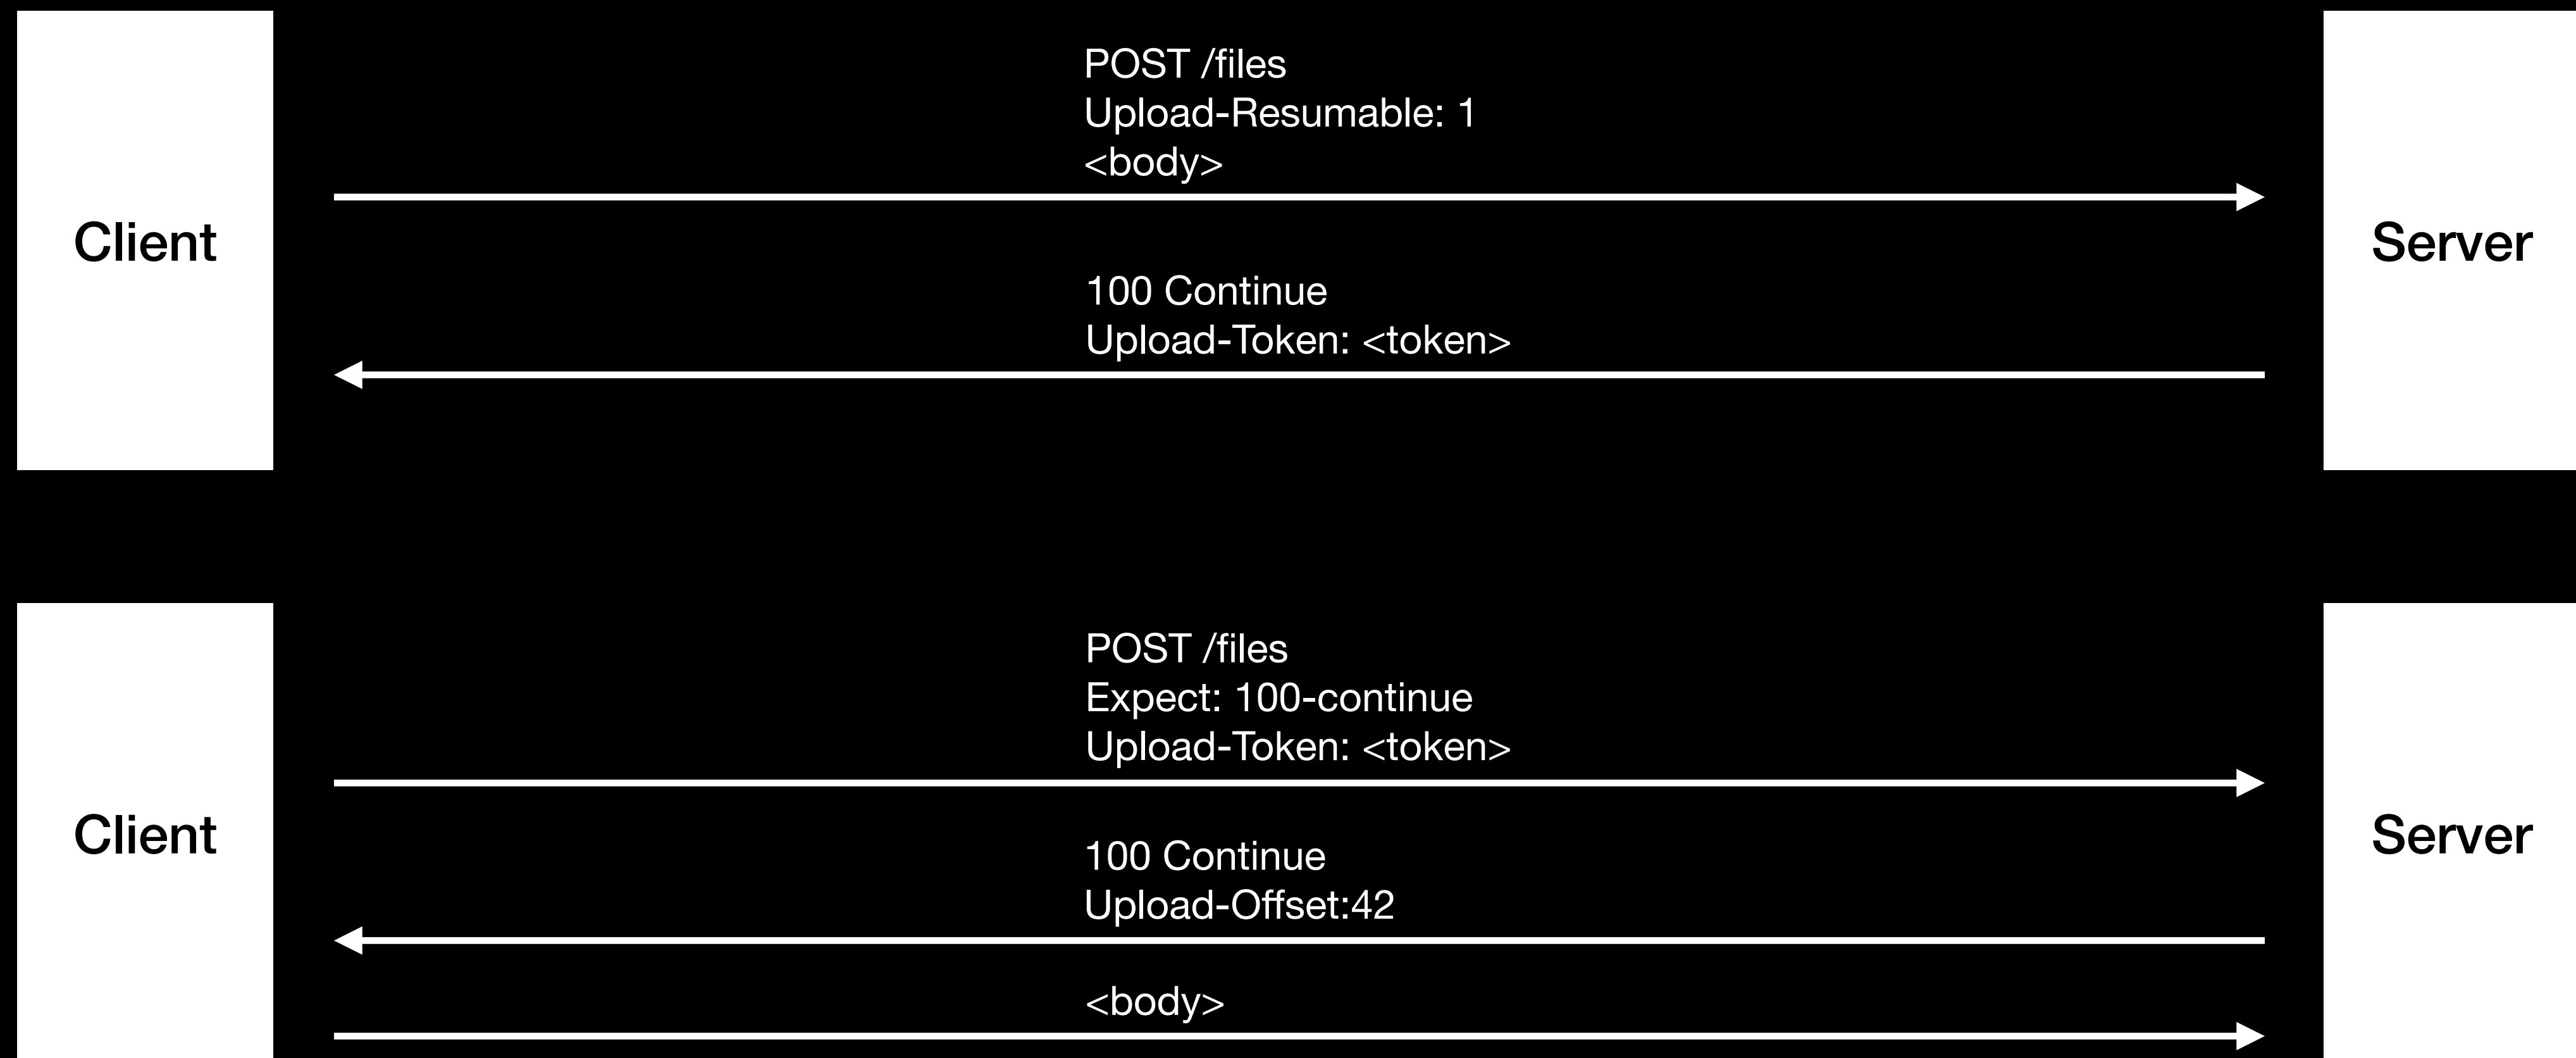 Client
POST /files
Upload-Resumable: 1
<body>
100 Continue
Upload-Token: <token>
Server
Client
POST /files
Expect: 100-continue
Upload-Token: <token>
100 Continue
Upload-Offset:42
<body>
Server